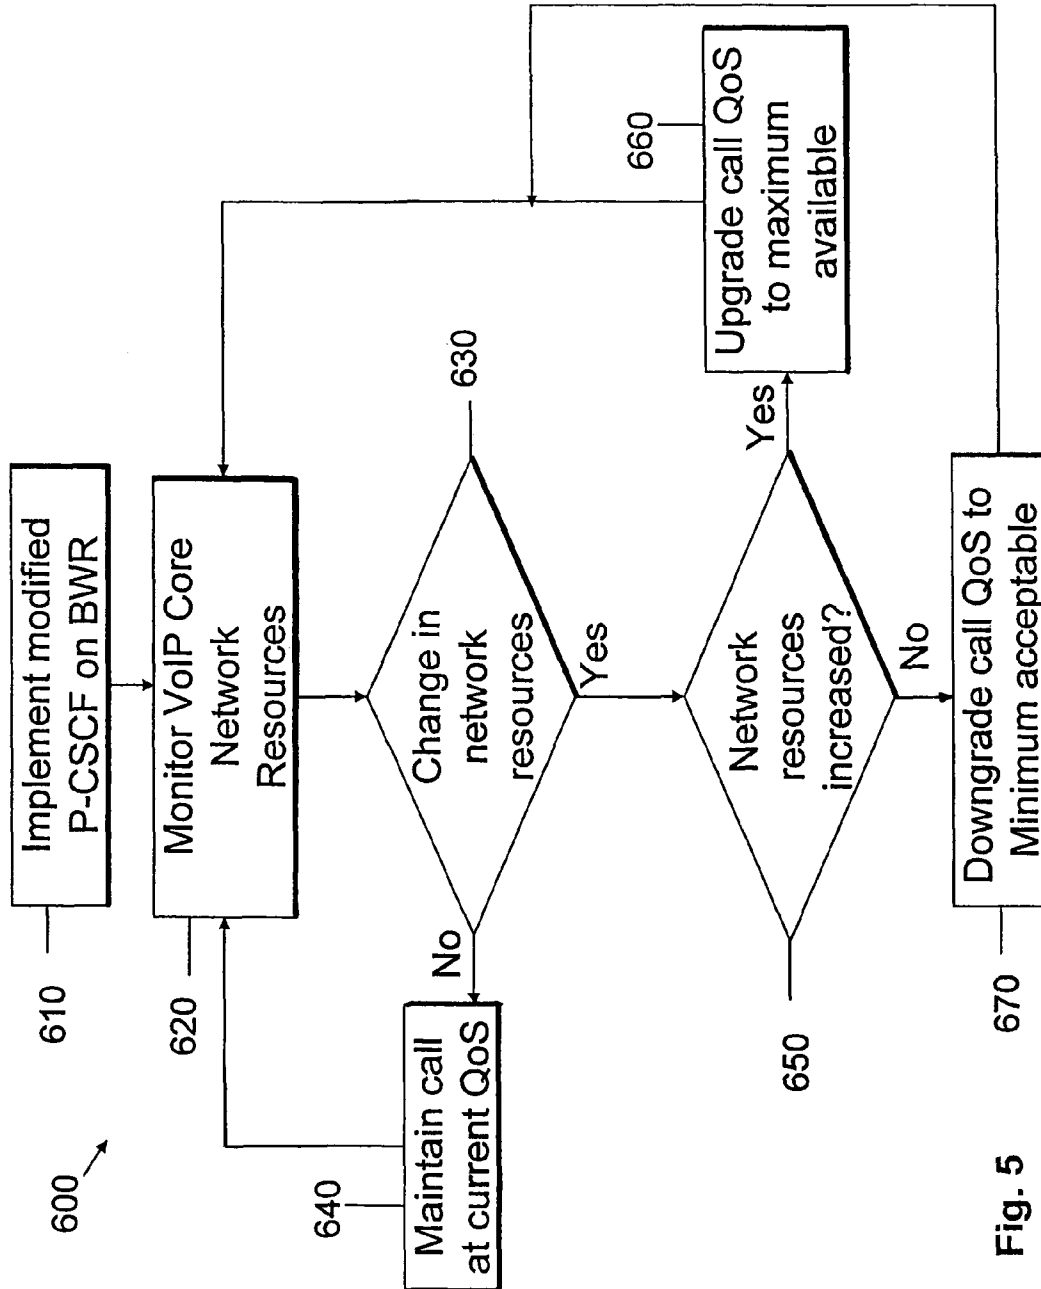 600
610
Implement modified
P-CSCF on BWR
620
Monitor VoIP Core
Network
Resources
630
Change in
network
resources
No
Yes
640
Maintain call
at current QoS
650
Network
resources
increased?
Yes
No
660
Upgrade call QoS
to maximum
available
670
Downgrade call QoS to
Minimum acceptable
Fig. 5